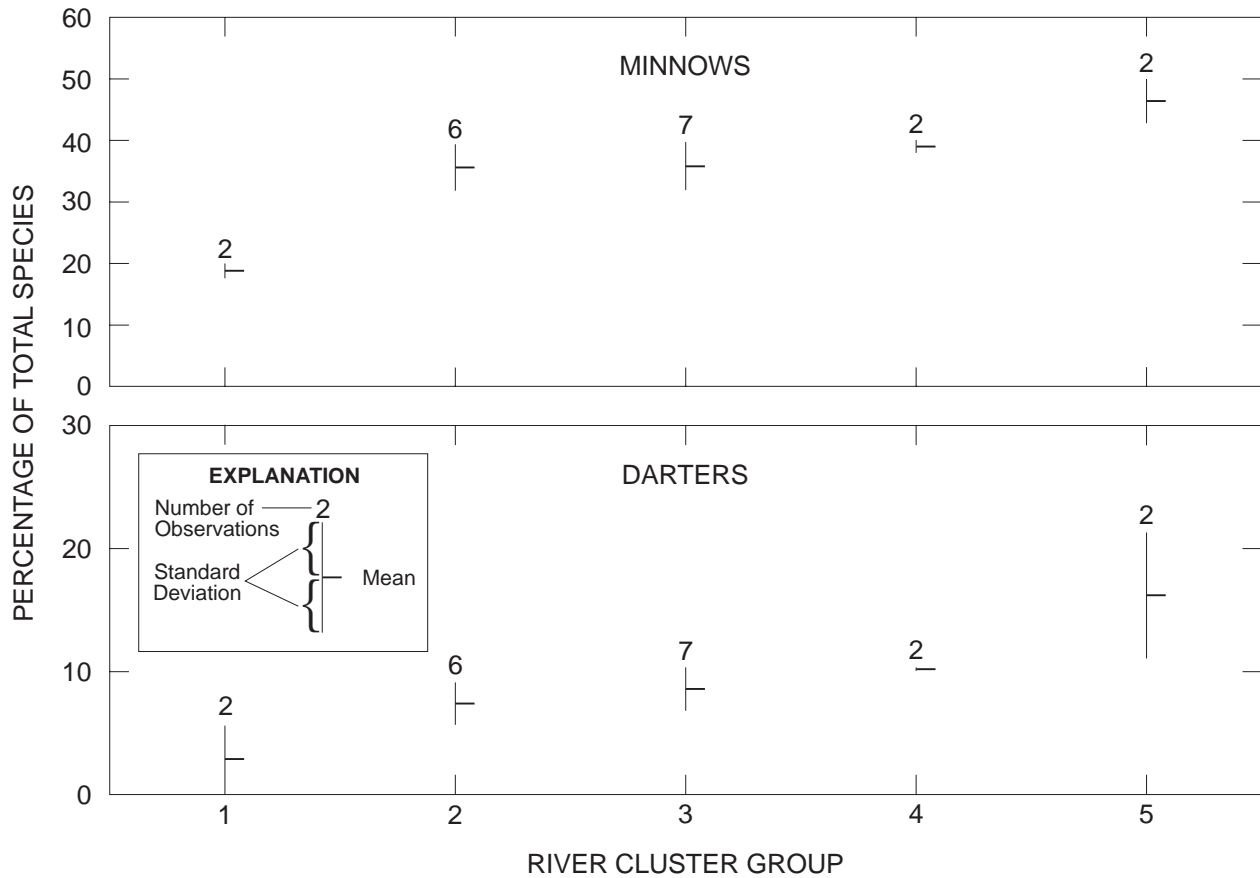 PERCENTAGE OF TOTAL SPECIES
60
50
40
30
20
10
0
MINNOWS
2
6
7
2
2
30
20
10
0
DARTERS
EXPLANATION
Number of
Observations
2
Standard
Deviation
Mean
2
6
7
2
2
1
2
3
4
5
RIVER CLUSTER GROUP